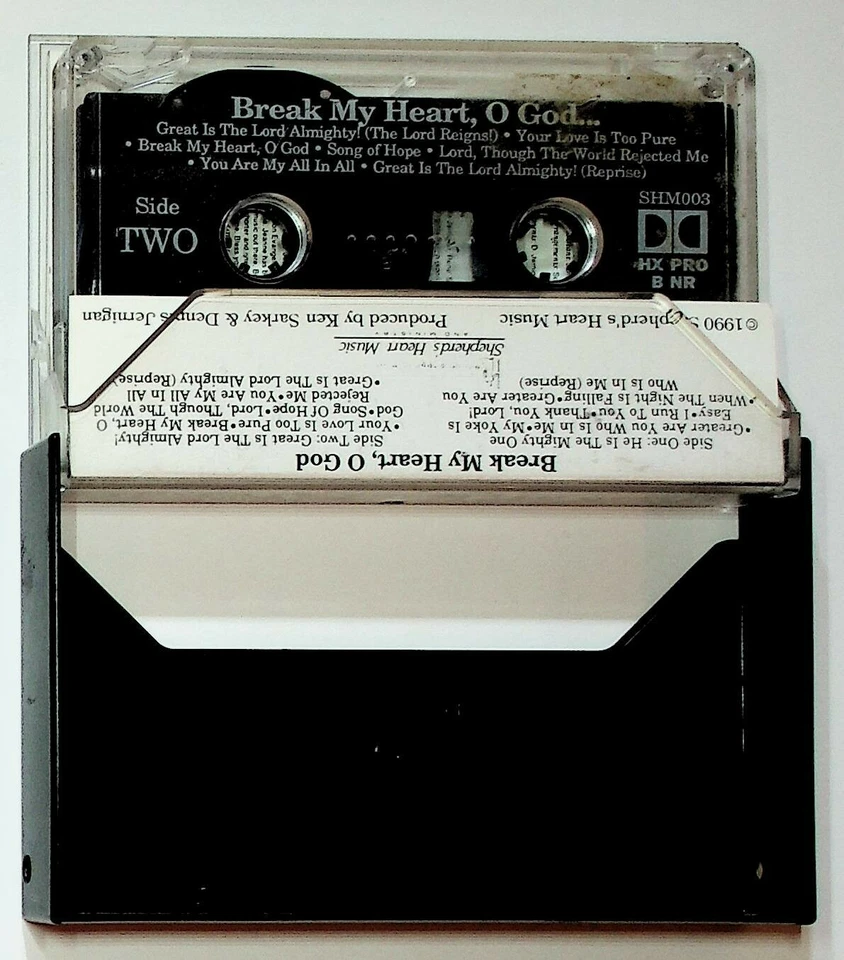 Break My Heart, O God...
Great Is The Lord Almighty! (The Lord Reigns!) • Your Love Is Too Pure
• Break My Heart, O God • Song of Hope • Lord, Though The World Rejected Me
• You Are My All In All • Great Is The Lord Almighty! (Reprise)
Side
TWO
SHM003
HX PRO
B NR
Break My Heart, O God
Side One: He Is The Mighty One
•Greater Are You Who Is In Me•My Yoke Is
Easy•I Run To You•Thank You, Lord!
•When The Night Is Falling•Greater Are You
Who Is In Me (Reprise)
Side Two: Great Is The Lord Almighty!
•Your Love Is Too Pure•Break My Heart, O
God•Song Of Hope•Lord, Though The World
Rejected Me•You Are My All In All
•Great Is The Lord Almighty (Reprise)
Shepherd's Heart Music
AND MINISTRY
©1990 Shepherd's Heart Music
Produced by Ken Sarkey & Dennis Jernigan